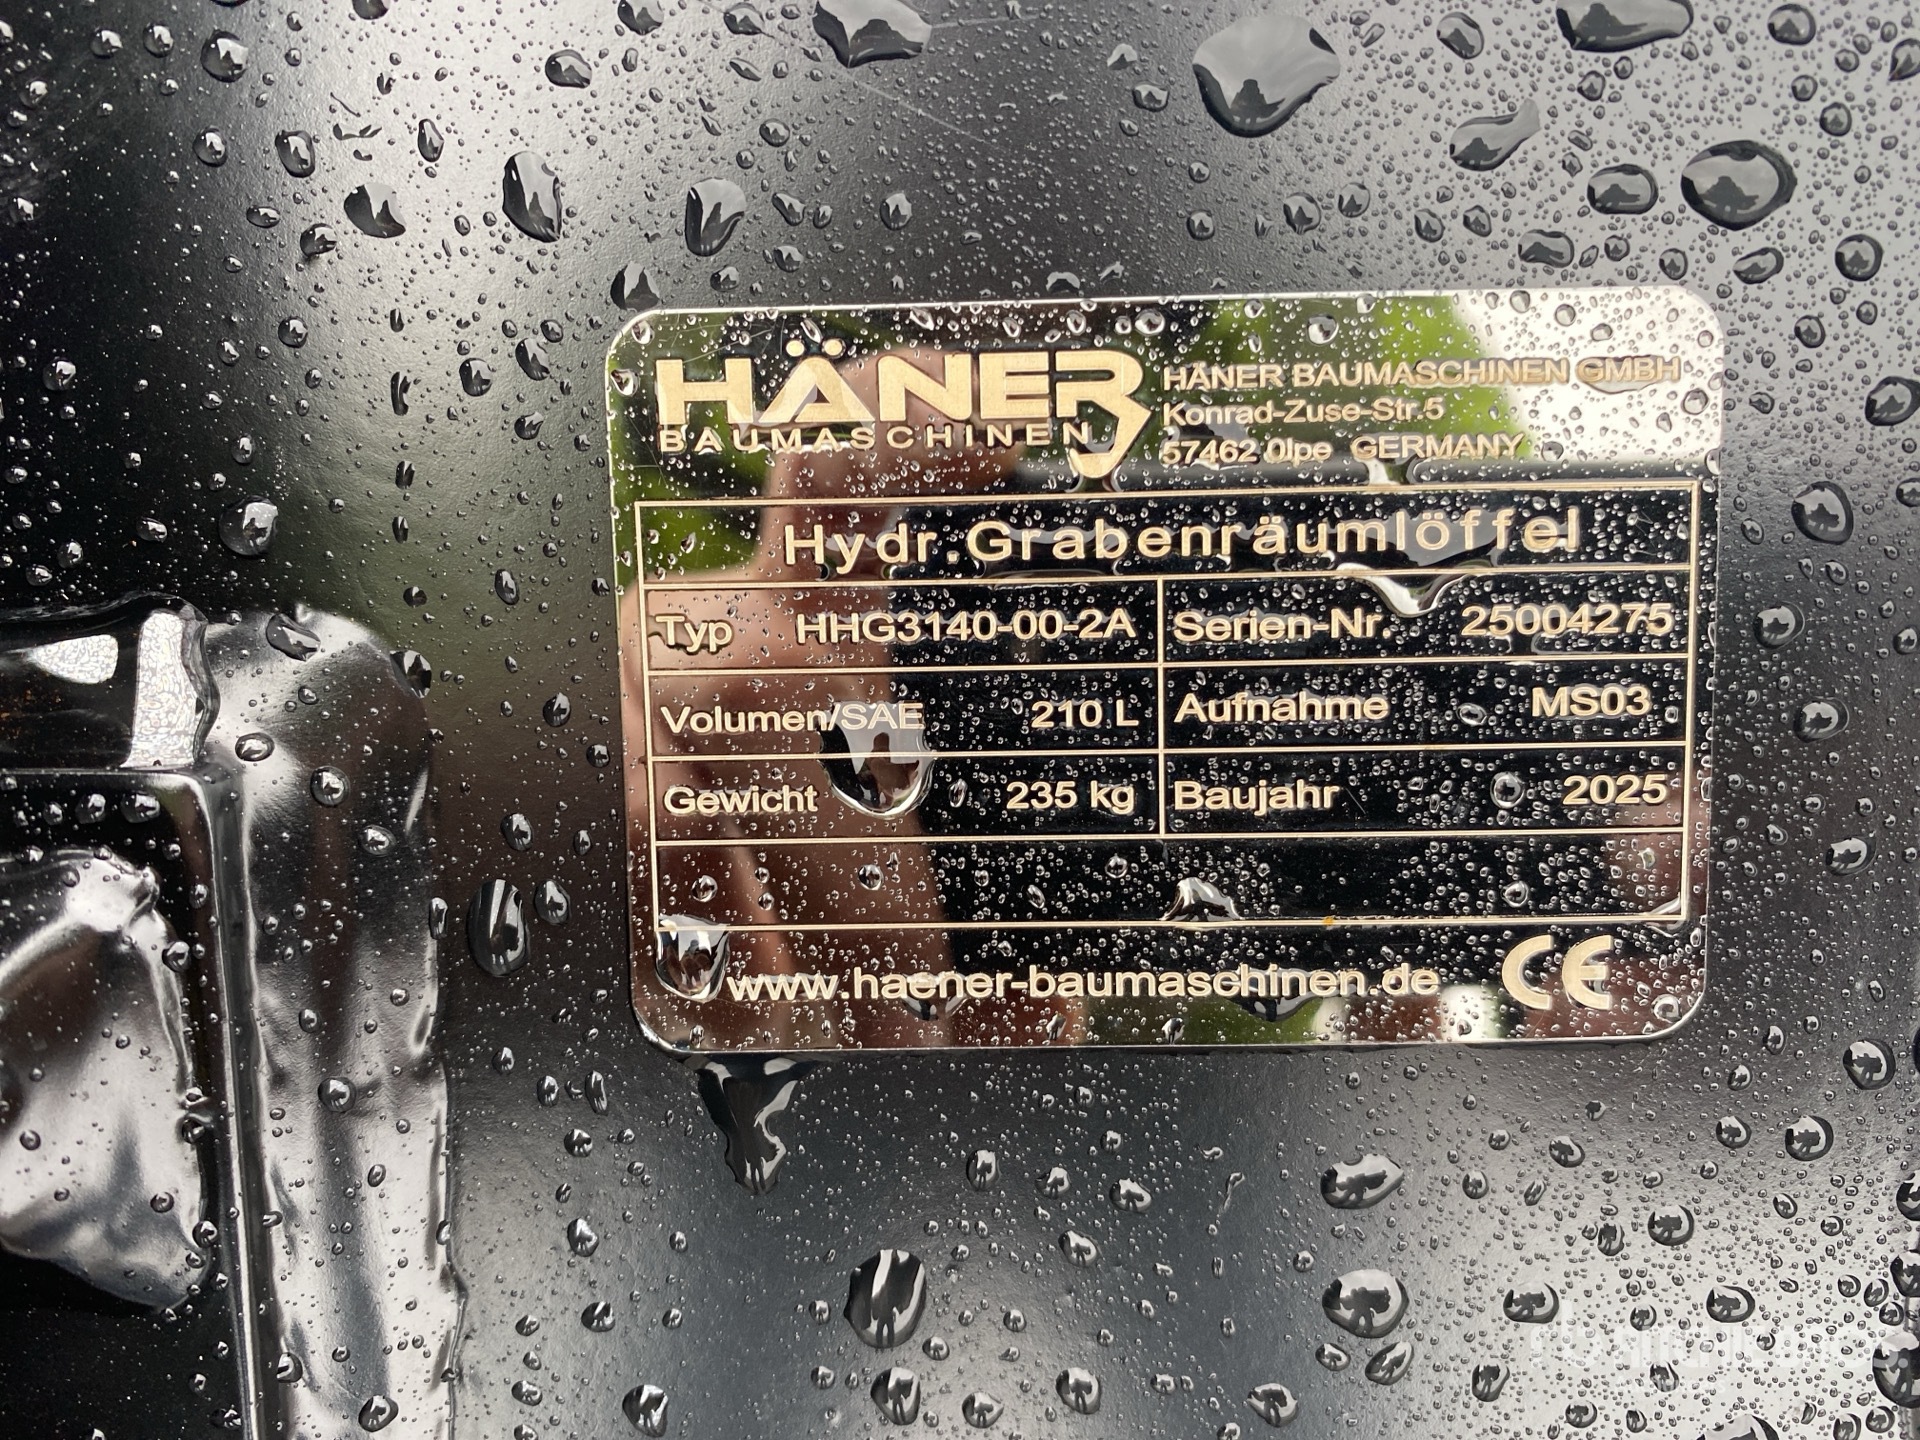 HÄNER
BAUMASCHINEN
HÄNER BAUMASCHINEN GMBH
Konrad-Zuse-Str.5
57462 Olpe GERMANY
Hydr.Grabenräumlöffel
Typ HHG3140-00-2A Serien-Nr. 25004275
Volumen/SAE 210 L Aufnahme MS03
Gewicht 235 kg Baujahr 2025
www.haener-baumaschinen.de CE